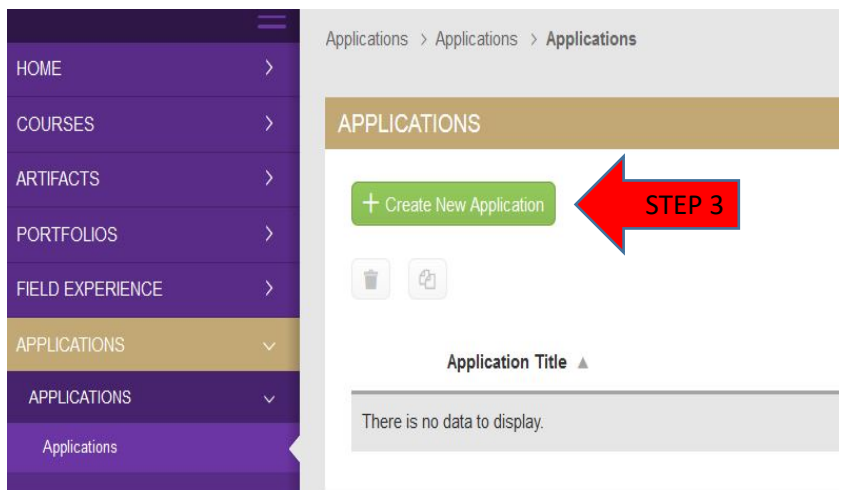 Applications > Applications > Applications
HOME
COURSES
ARTIFACTS
PORTFOLIOS
FIELD EXPERIENCE
APPLICATIONS
APPLICATIONS
Applications
APPLICATIONS
+ Create New Application
STEP 3
Application Title ▲
There is no data to display.